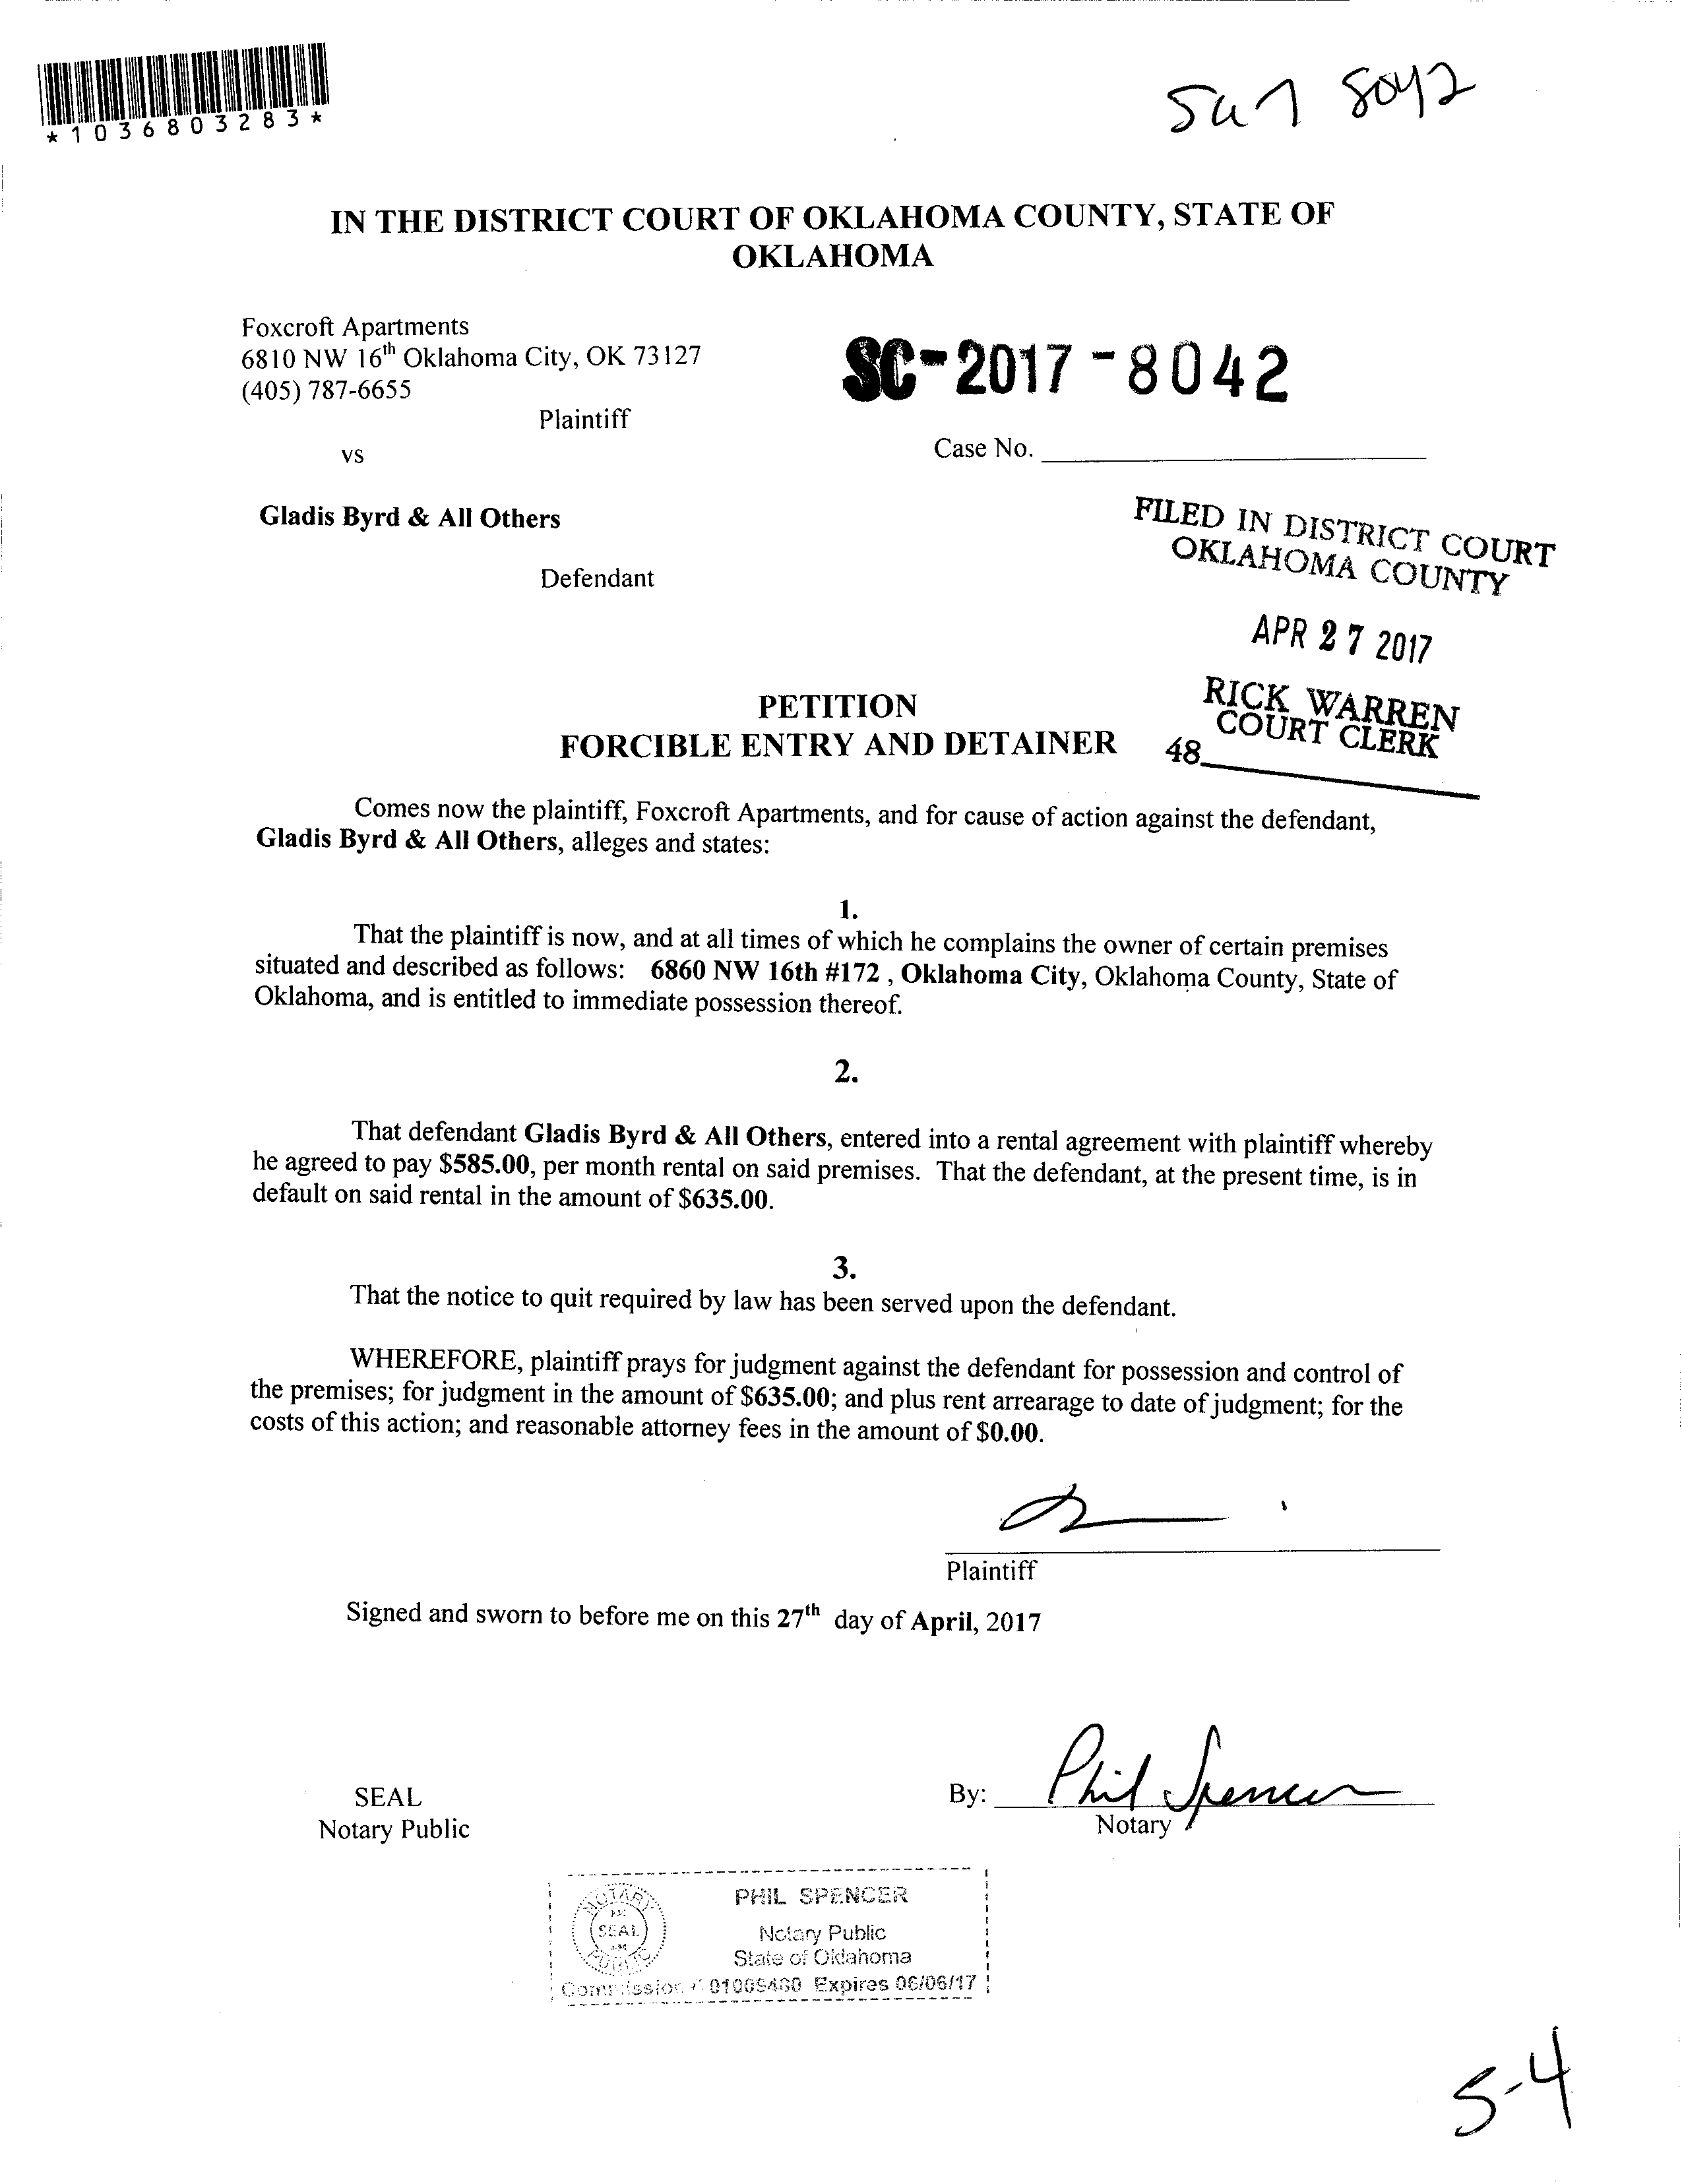 *1036803283*
8042
IN THE DISTRICT COURT OF OKLAHOMA COUNTY, STATE OF
OKLAHOMA
Foxcroft Apartments
6810 NW 16th Oklahoma City, OK 73127
(405) 787-6655
Plaintiff
vs
SC-2017-8042
Case No.
Gladis Byrd & All Others
Defendant
FILED IN DISTRICT COURT
OKLAHOMA COUNTY
APR 27 2017
RICK WARREN
COURT CLERK
48
PETITION
FORCIBLE ENTRY AND DETAINER
Comes now the plaintiff, Foxcroft Apartments, and for cause of action against the defendant,
Gladis Byrd & All Others, alleges and states:
1.
That the plaintiff is now, and at all times of which he complains the owner of certain premises
situated and described as follows: 6860 NW 16th #172 , Oklahoma City, Oklahoma County, State of
Oklahoma, and is entitled to immediate possession thereof.
2.
That defendant Gladis Byrd & All Others, entered into a rental agreement with plaintiff whereby
he agreed to pay $585.00, per month rental on said premises. That the defendant, at the present time, is in
default on said rental in the amount of $635.00.
3.
That the notice to quit required by law has been served upon the defendant.
WHEREFORE, plaintiff prays for judgment against the defendant for possession and control of
the premises; for judgment in the amount of $635.00; and plus rent arrearage to date of judgment; for the
costs of this action; and reasonable attorney fees in the amount of $0.00.
Plaintiff
Signed and sworn to before me on this 27th day of April, 2017
SEAL
Notary Public
By: Phil Spencer
Notary
NOTARY
SEAL
PUBLIC
PHIL SPENCER
Notary Public
State of Oklahoma
Commission # Expires 06/06/17
5-4